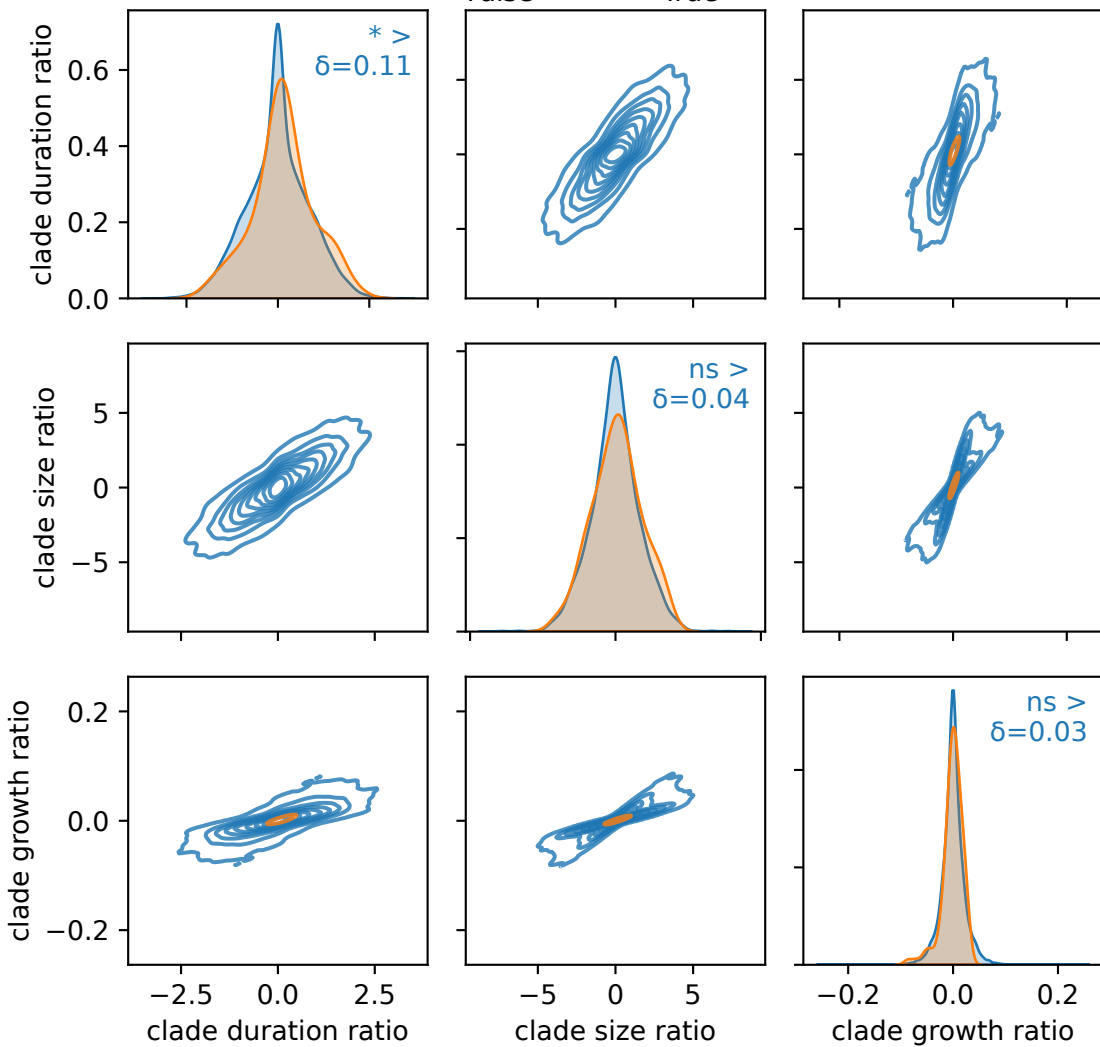 clade duration ratio
0.6
0.4
0.2
0.0
* >
δ=0.11
clade size ratio
5
0
−5
ns >
δ=0.04
clade growth ratio
0.2
0.0
−0.2
ns >
δ=0.03
−2.5 0.0 2.5
−5 0 5
−0.2 0.0 0.2
clade duration ratio
clade size ratio
clade growth ratio